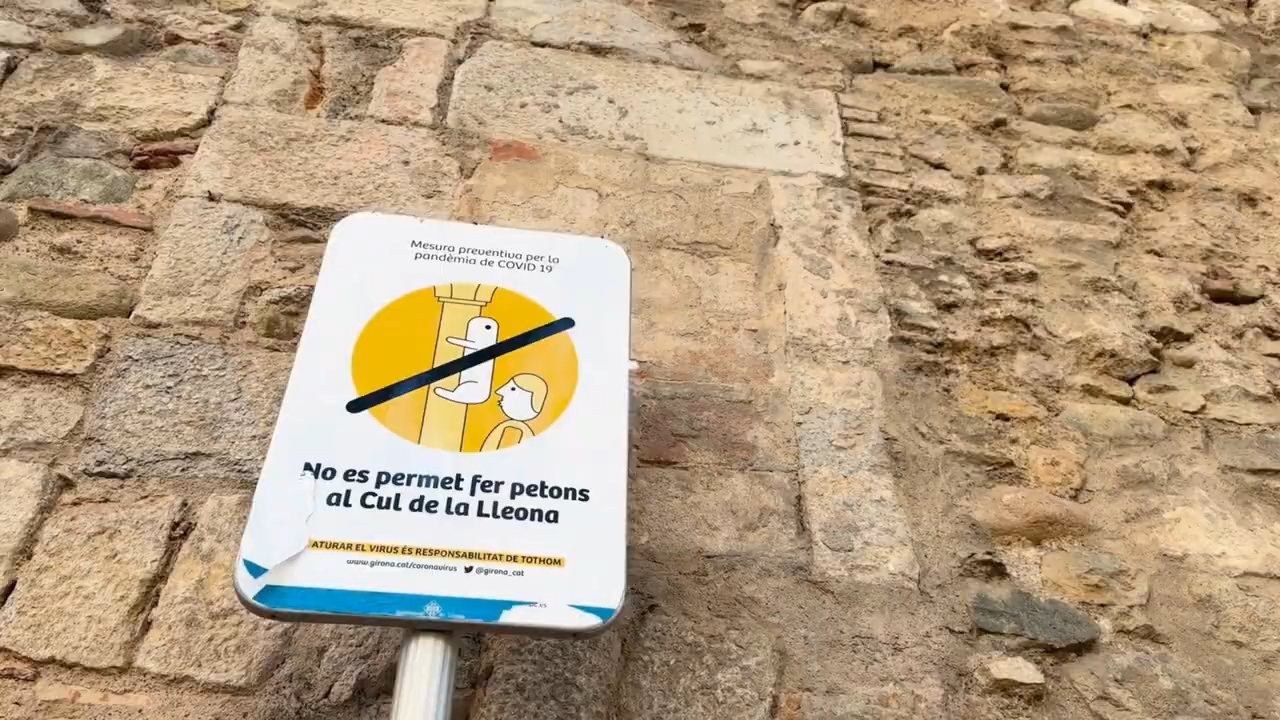 Mesura preventiva per la
pandèmia de COVID 19
No es permet fer petons
al Cul de la Lleona
ATURAR EL VIRUS ÉS RESPONSABILITAT DE TOTHOM
www.girona.cat/coronavirus @girona_cat